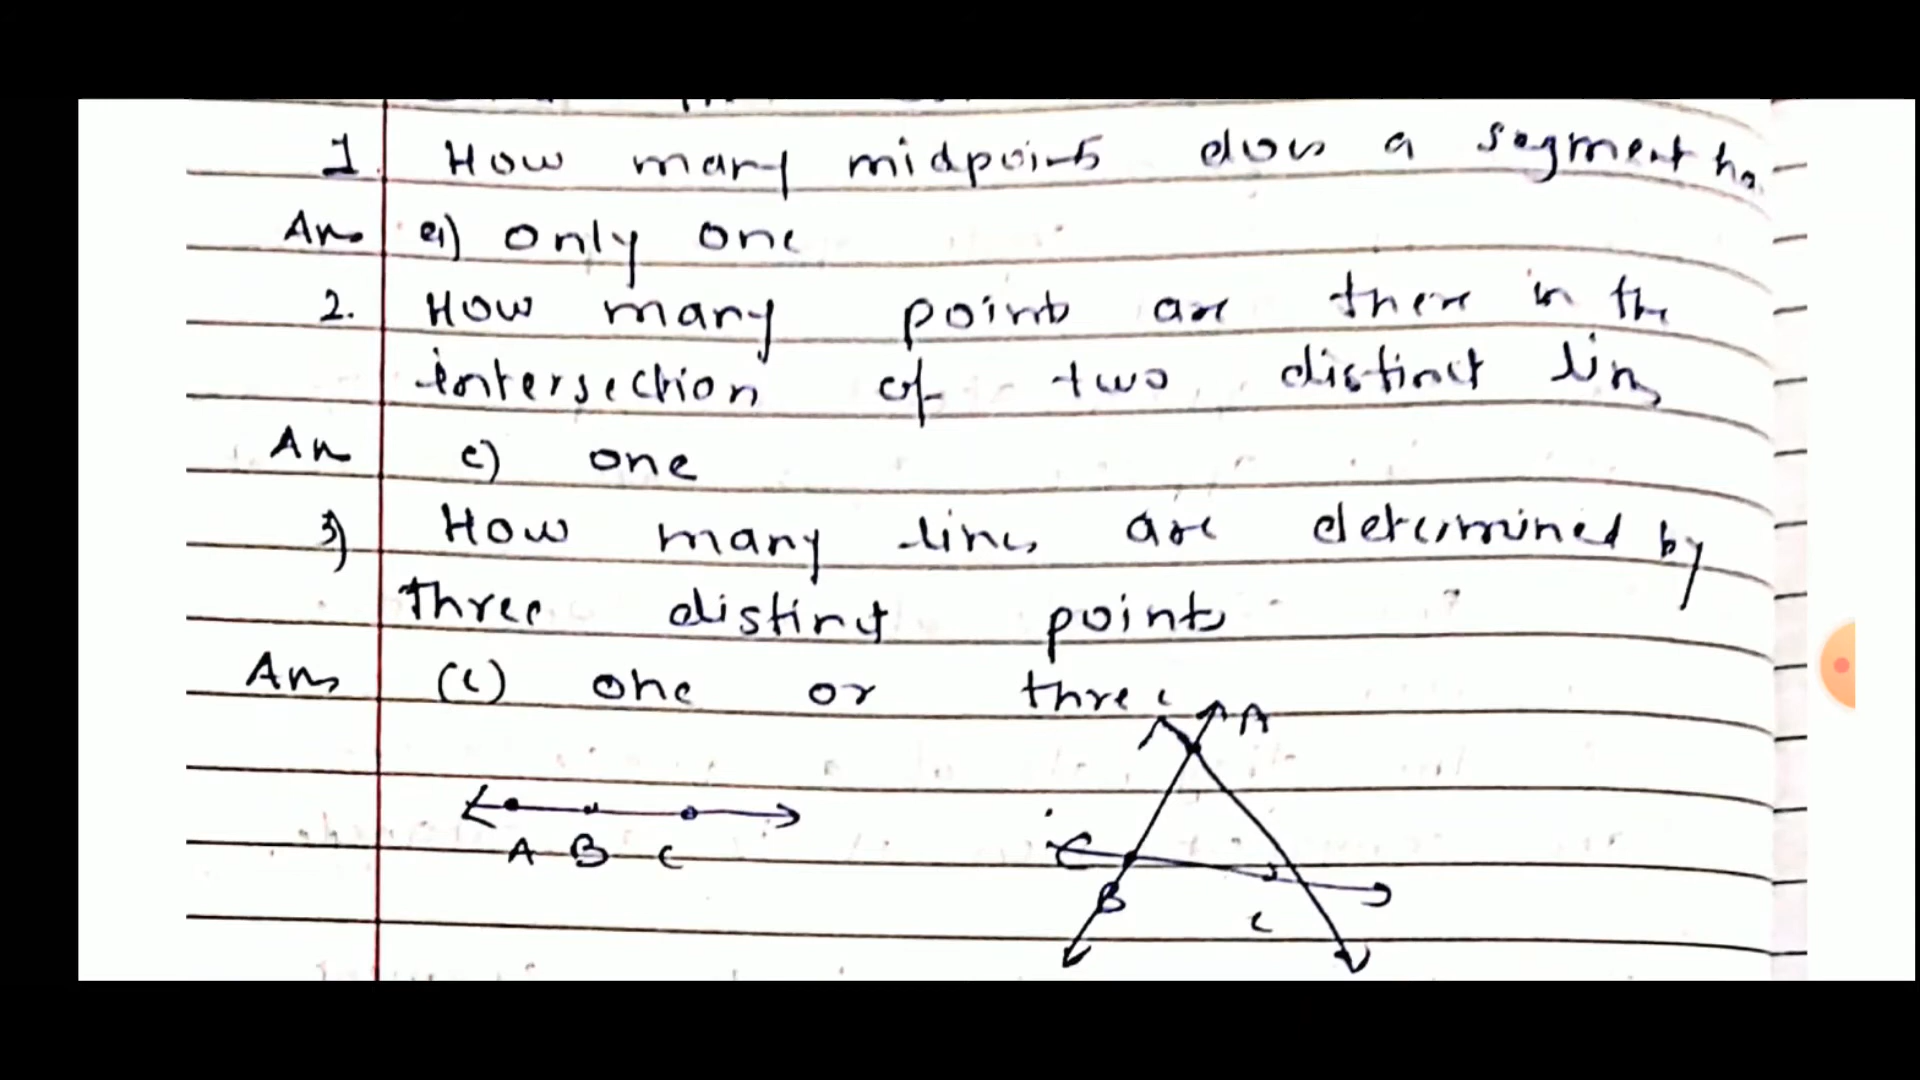 1. How many midpoints does a segment ha
Ans a) only one
2. How many points are there in the
intersection of two distinct lines
An c) one
3) How many lines are determined by
three distinct points
Ans (c) one or three
A
A B C
B
C